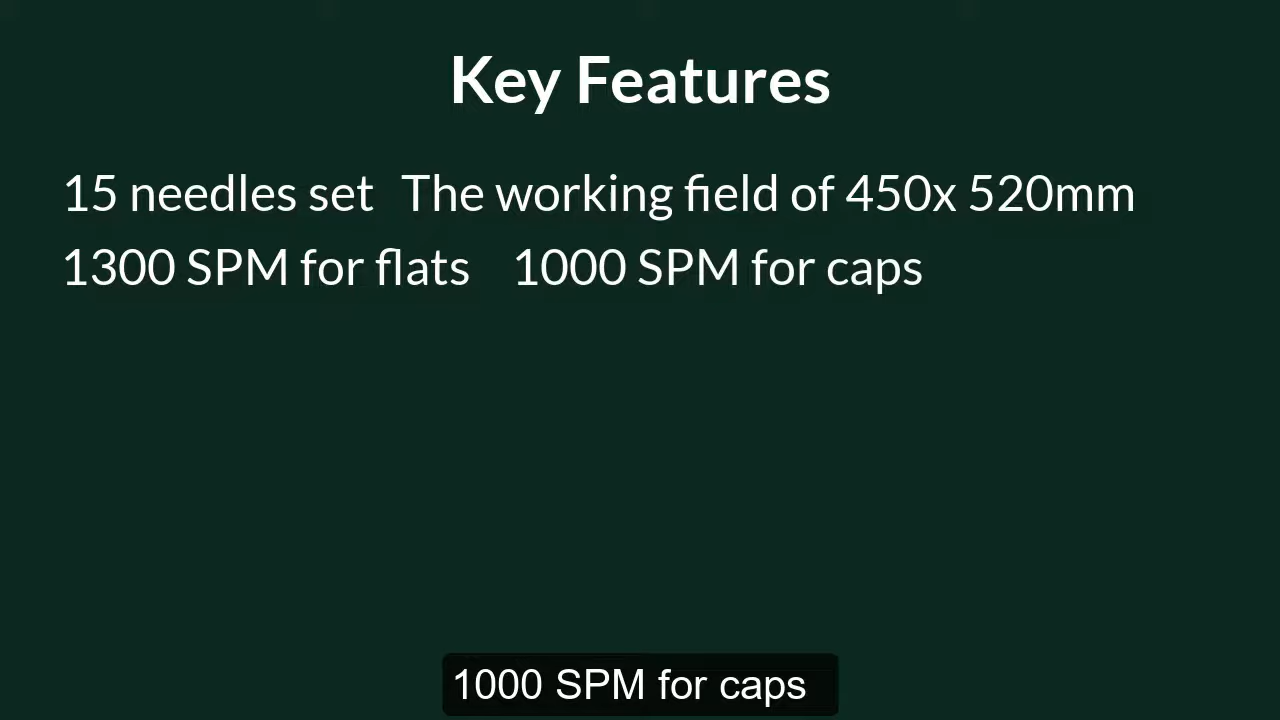 Key Features
15 needles set The working field of 450x 520mm
1300 SPM for flats 1000 SPM for caps
1000 SPM for caps